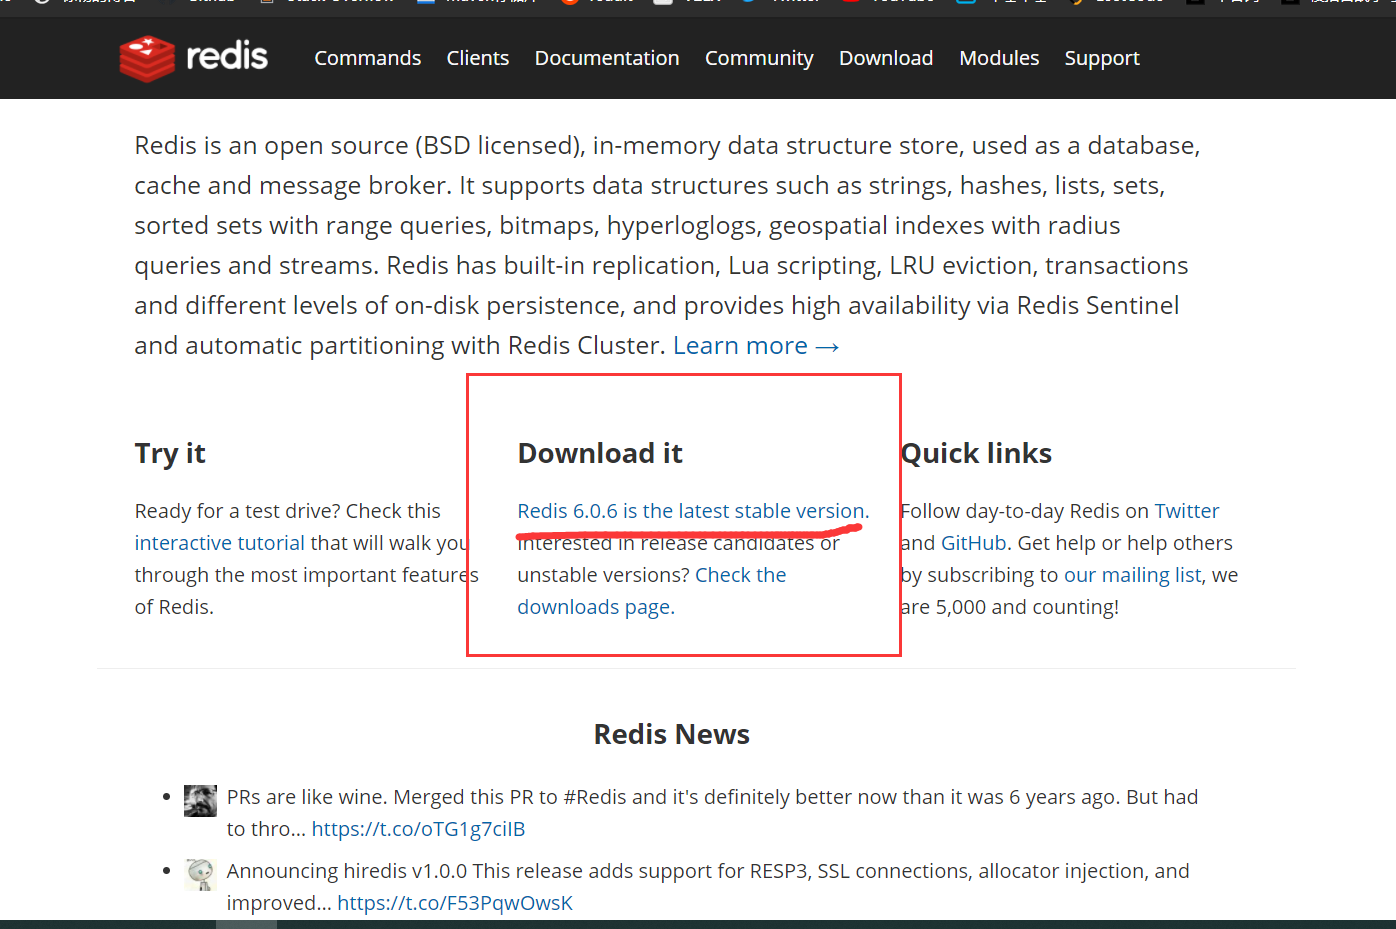 redis
Commands Clients Documentation Community Download Modules Support
Redis is an open source (BSD licensed), in-memory data structure store, used as a database,
cache and message broker. It supports data structures such as strings, hashes, lists, sets,
sorted sets with range queries, bitmaps, hyperloglogs, geospatial indexes with radius
queries and streams. Redis has built-in replication, Lua scripting, LRU eviction, transactions
and different levels of on-disk persistence, and provides high availability via Redis Sentinel
and automatic partitioning with Redis Cluster. Learn more →
Try it
Ready for a test drive? Check this
interactive tutorial that will walk you
through the most important features
of Redis.
Download it
Redis 6.0.6 is the latest stable version.
Interested in release candidates or
unstable versions? Check the
downloads page.
Quick links
Follow day-to-day Redis on Twitter
and GitHub. Get help or help others
by subscribing to our mailing list, we
are 5,000 and counting!
Redis News
PRs are like wine. Merged this PR to #Redis and it's definitely better now than it was 6 years ago. But had
to thro... https://t.co/oTG1g7ciIB
Announcing hiredis v1.0.0 This release adds support for RESP3, SSL connections, allocator injection, and
improved... https://t.co/F53PqwOwsK